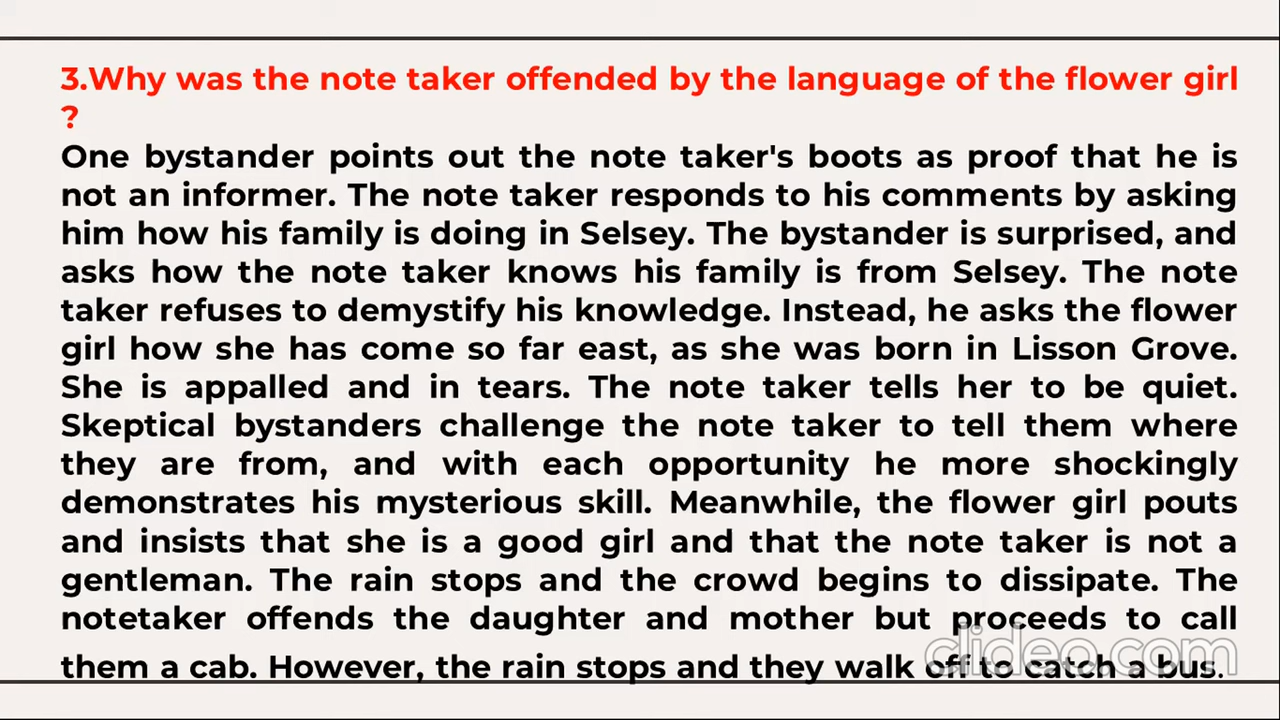 3.Why was the note taker offended by the language of the flower girl
?
One bystander points out the note taker's boots as proof that he is
not an informer. The note taker responds to his comments by asking
him how his family is doing in Selsey. The bystander is surprised, and
asks how the note taker knows his family is from Selsey. The note
taker refuses to demystify his knowledge. Instead, he asks the flower
girl how she has come so far east, as she was born in Lisson Grove.
She is appalled and in tears. The note taker tells her to be quiet.
Skeptical bystanders challenge the note taker to tell them where
they are from, and with each opportunity he more shockingly
demonstrates his mysterious skill. Meanwhile, the flower girl pouts
and insists that she is a good girl and that the note taker is not a
gentleman. The rain stops and the crowd begins to dissipate. The
notetaker offends the daughter and mother but proceeds to call
them a cab. However, the rain stops and they walk off to catch a bus.
clideo.com